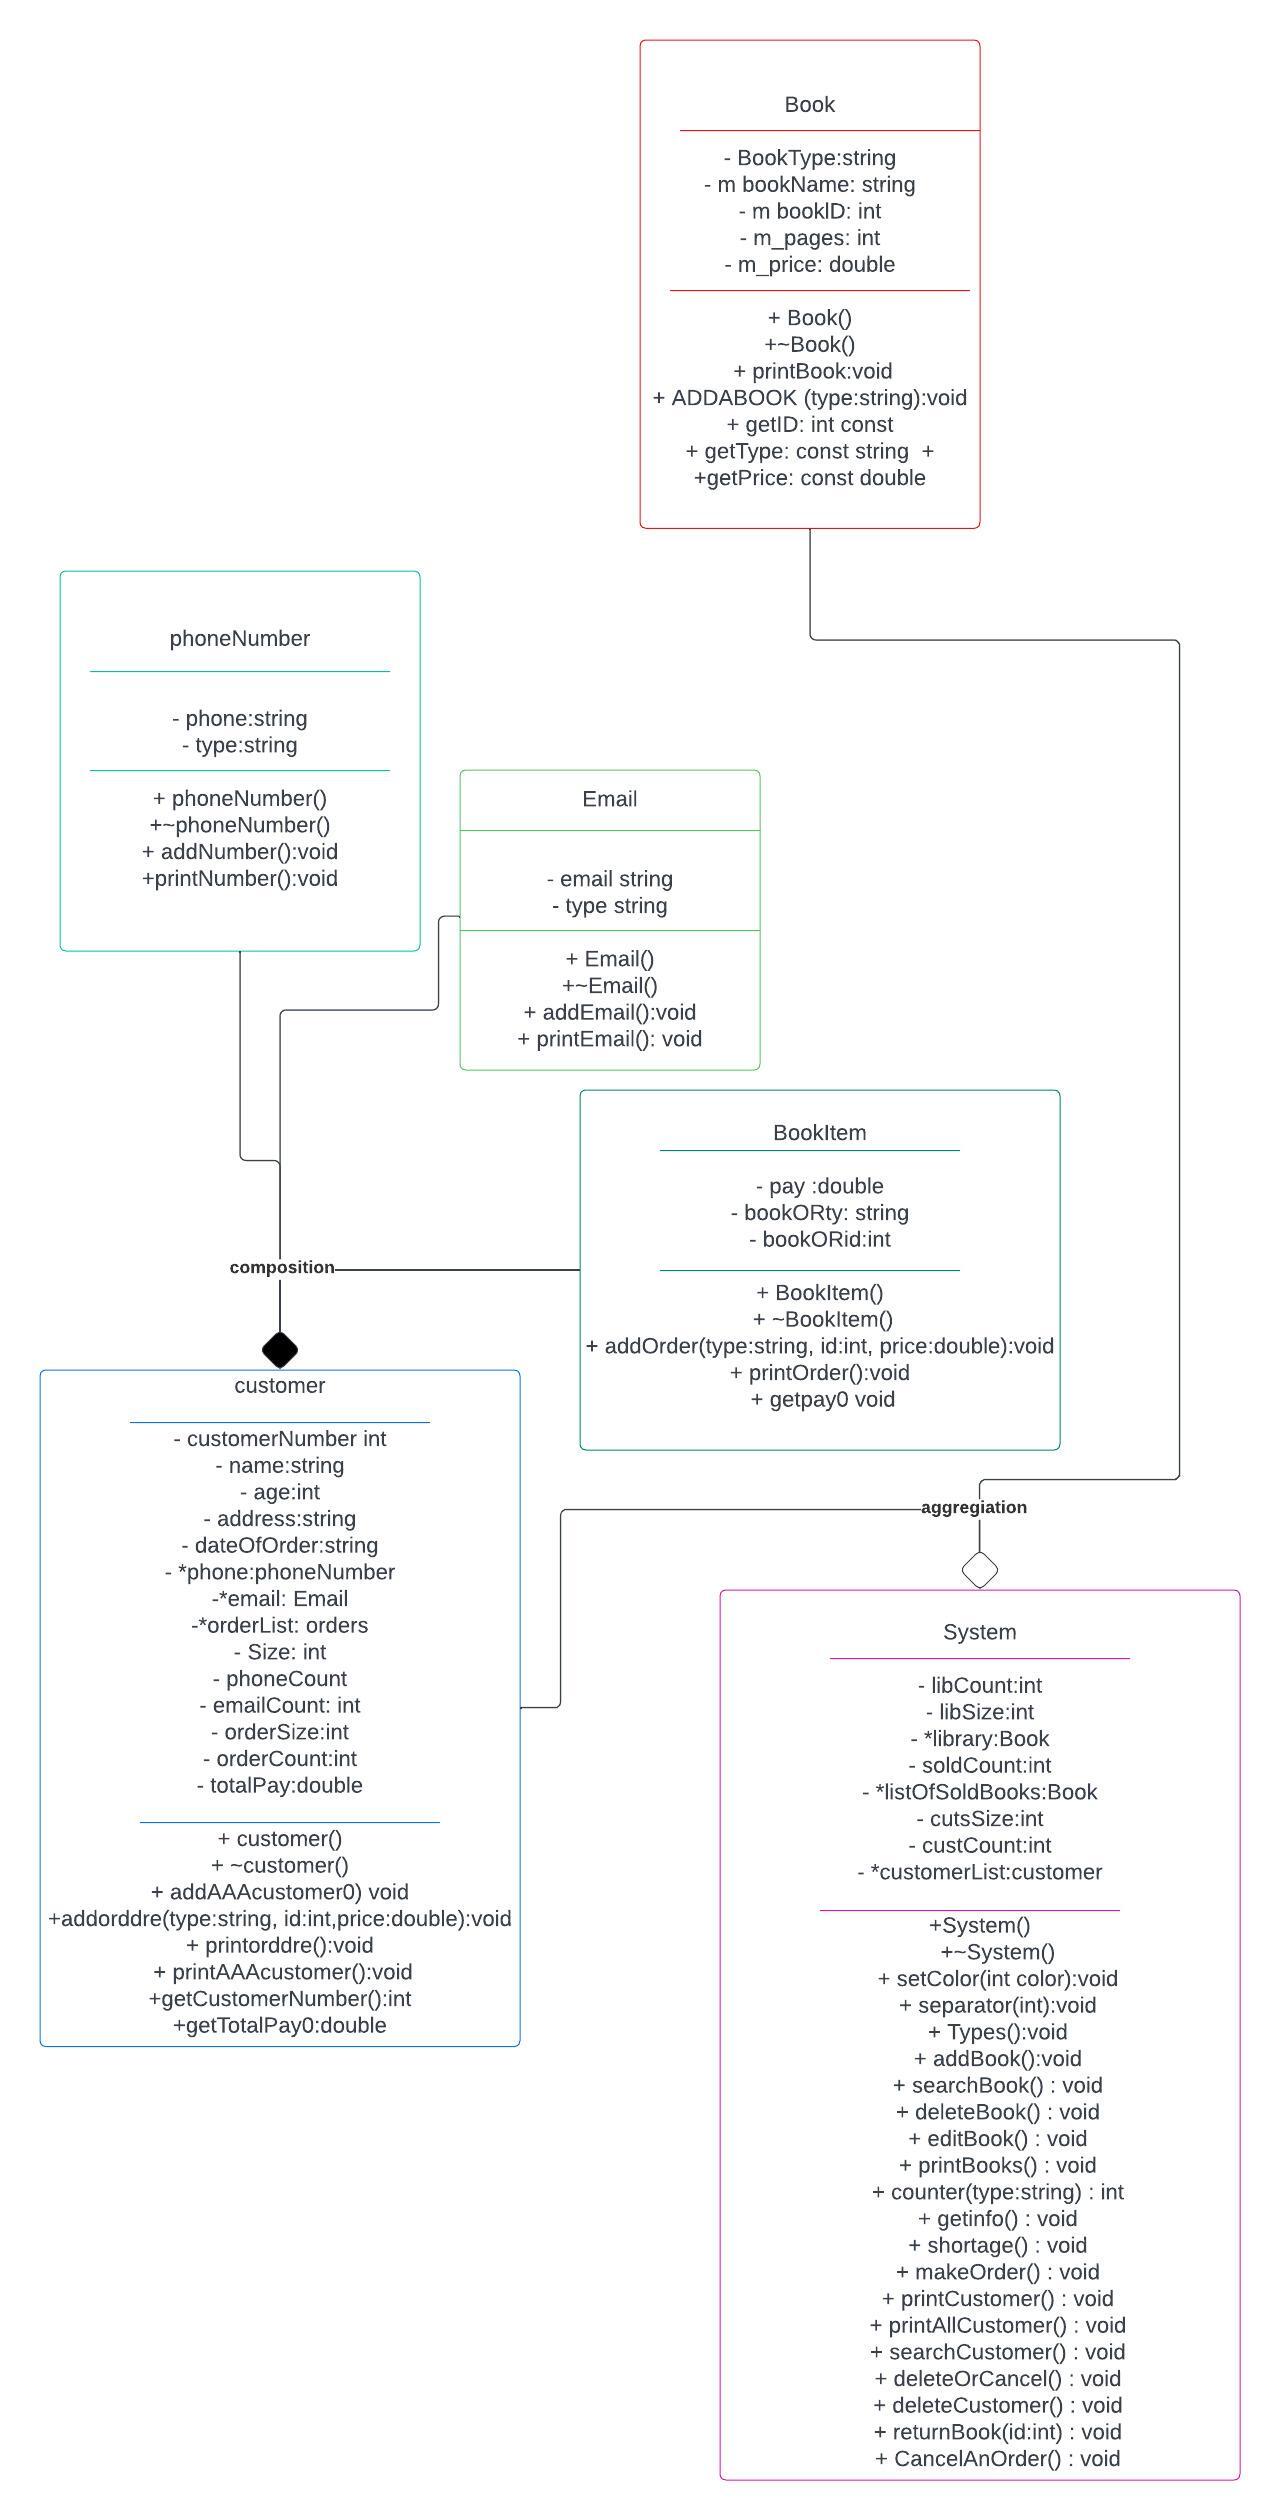 Book
- BookType:string
- m bookName: string
- m bookID: int
- m_pages: int
- m_price: double
+ Book()
+~Book()
+ printBook:void
+ ADDABOOK (type:string):void
+ getID: int const
+ getType: const string  +
+getPrice: const double
phoneNumber
- phone:string
- type:string
+ phoneNumber()
+~phoneNumber()
+ addNumber():void
+printNumber():void
Email
- email string
- type string
+ Email()
+~Email()
+ addEmail():void
+ printEmail(): void
BookItem
- pay :double
- bookORty: string
- bookORid:int
+ BookItem()
+ ~BookItem()
+ addOrder(type:string, id:int, price:double):void
+ printOrder():void
+ getpay0 void
composition
customer
- customerNumber int
- name:string
- age:int
- address:string
- dateOfOrder:string
- *phone:phoneNumber
-*email: Email
-*orderList: orders
- Size: int
- phoneCount
- emailCount: int
- orderSize:int
- orderCount:int
- totalPay:double
+ customer()
+ ~customer()
+ addAAAcustomer0) void
+addorddre(type:string, id:int,price:double):void
+ printorddre():void
+ printAAAcustomer():void
+getCustomerNumber():int
+getTotalPay0:double
aggregiation
System
- libCount:int
- libSize:int
- *library:Book
- soldCount:int
- *listOfSoldBooks:Book
- cutsSize:int
- custCount:int
- *customerList:customer
+System()
+~System()
+ setColor(int color):void
+ separator(int):void
+ Types():void
+ addBook():void
+ searchBook() : void
+ deleteBook() : void
+ editBook() : void
+ printBooks() : void
+ counter(type:string) : int
+ getinfo() : void
+ shortage() : void
+ makeOrder() : void
+ printCustomer() : void
+ printAllCustomer() : void
+ searchCustomer() : void
+ deleteOrCancel() : void
+ deleteCustomer() : void
+ returnBook(id:int) : void
+ CancelAnOrder() : void